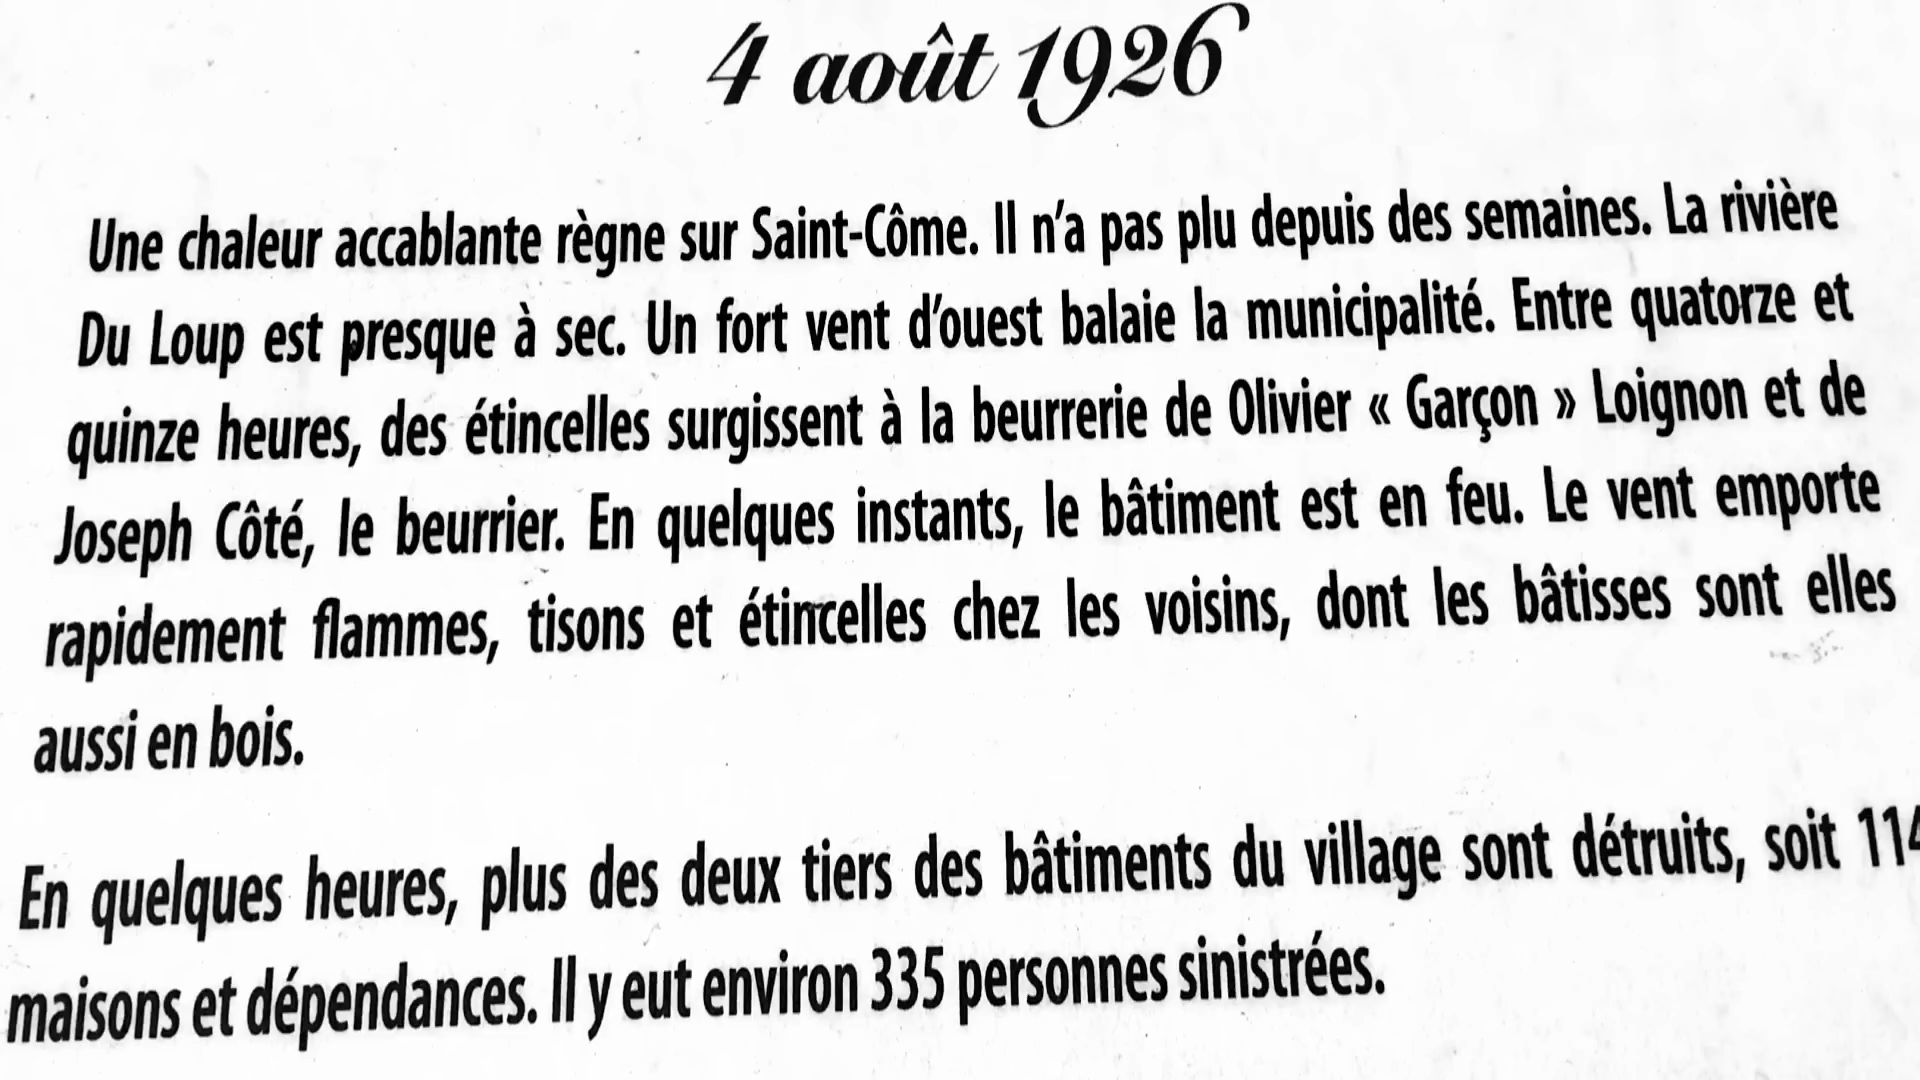 4 août 1926
Une chaleur accablante règne sur Saint-Côme. Il n’a pas plu depuis des semaines. La rivière
Du Loup est presque à sec. Un fort vent d’ouest balaie la municipalité. Entre quatorze et
quinze heures, des étincelles surgissent à la beurrerie de Olivier « Garçon » Loignon et de
Joseph Côté, le beurrier. En quelques instants, le bâtiment est en feu. Le vent emporte
rapidement flammes, tisons et étincelles chez les voisins, dont les bâtisses sont elles
aussi en bois.
En quelques heures, plus des deux tiers des bâtiments du village sont détruits, soit 114
maisons et dépendances. Il y eut environ 335 personnes sinistrées.